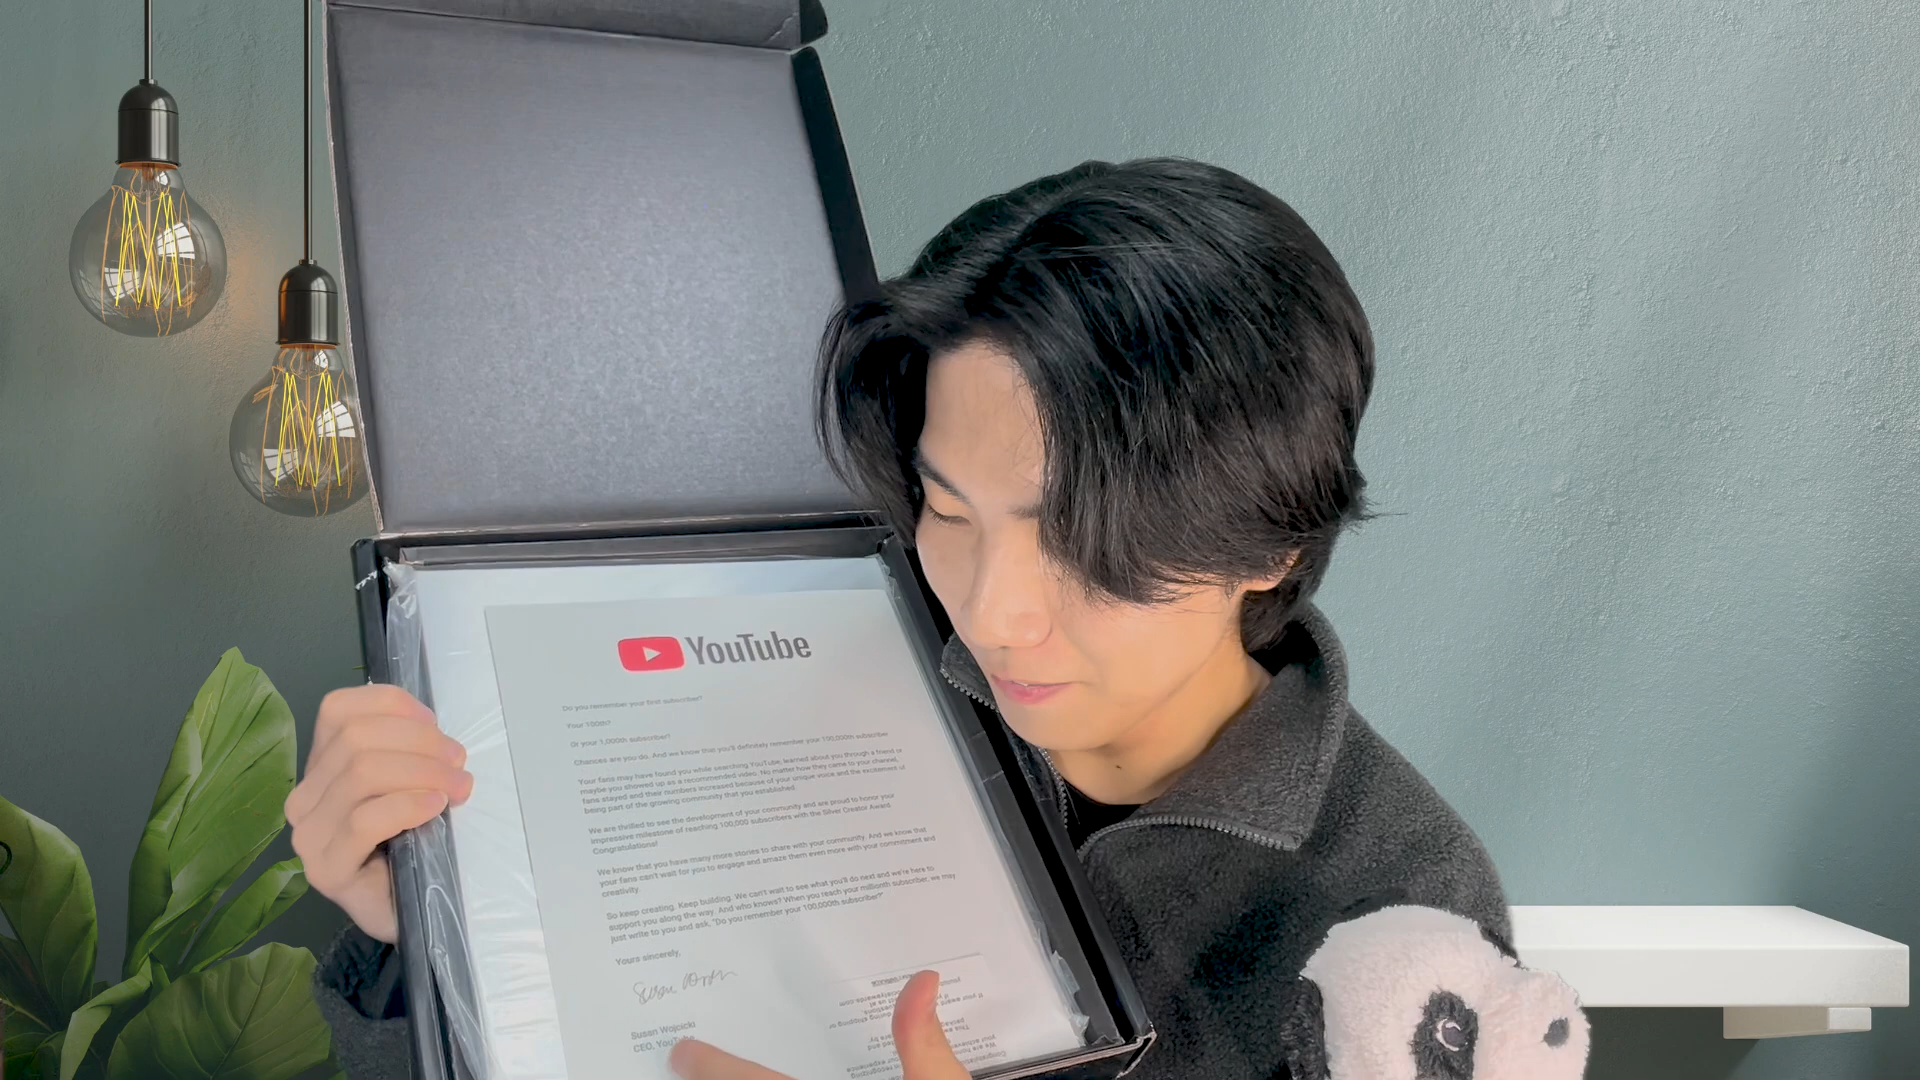 YouTube
Do you remember your first subscriber?
Your 100th?
Or your 1,000th subscriber?
Chances are you do. And we know that you'll definitely remember your 100,000th subscriber
Your fans may have found you while searching YouTube, learned about you through a friend or
maybe you showed up as a recommended video. No matter how they came to your channel,
fans stayed and their numbers increased because of your unique voice and the excitement of
being part of the growing community that you established.
We are thrilled to see the development of your community and are proud to honor your
impressive milestone of reaching 100,000 subscribers with the Silver Creator Award.
Congratulations!
We know that you have many more stories to share with your community. And we know that
your fans can't wait for you to engage and amaze them even more with your commitment and
creativity.
So keep creating. Keep building. We can't wait to see what you'll do next and we're here to
support you along the way. And who knows? When you reach your millionth subscriber, we may
just write to you and ask, "Do you remember your 100,000th subscriber?"
Yours sincerely,
Susan Wojcicki
CEO, YouTube